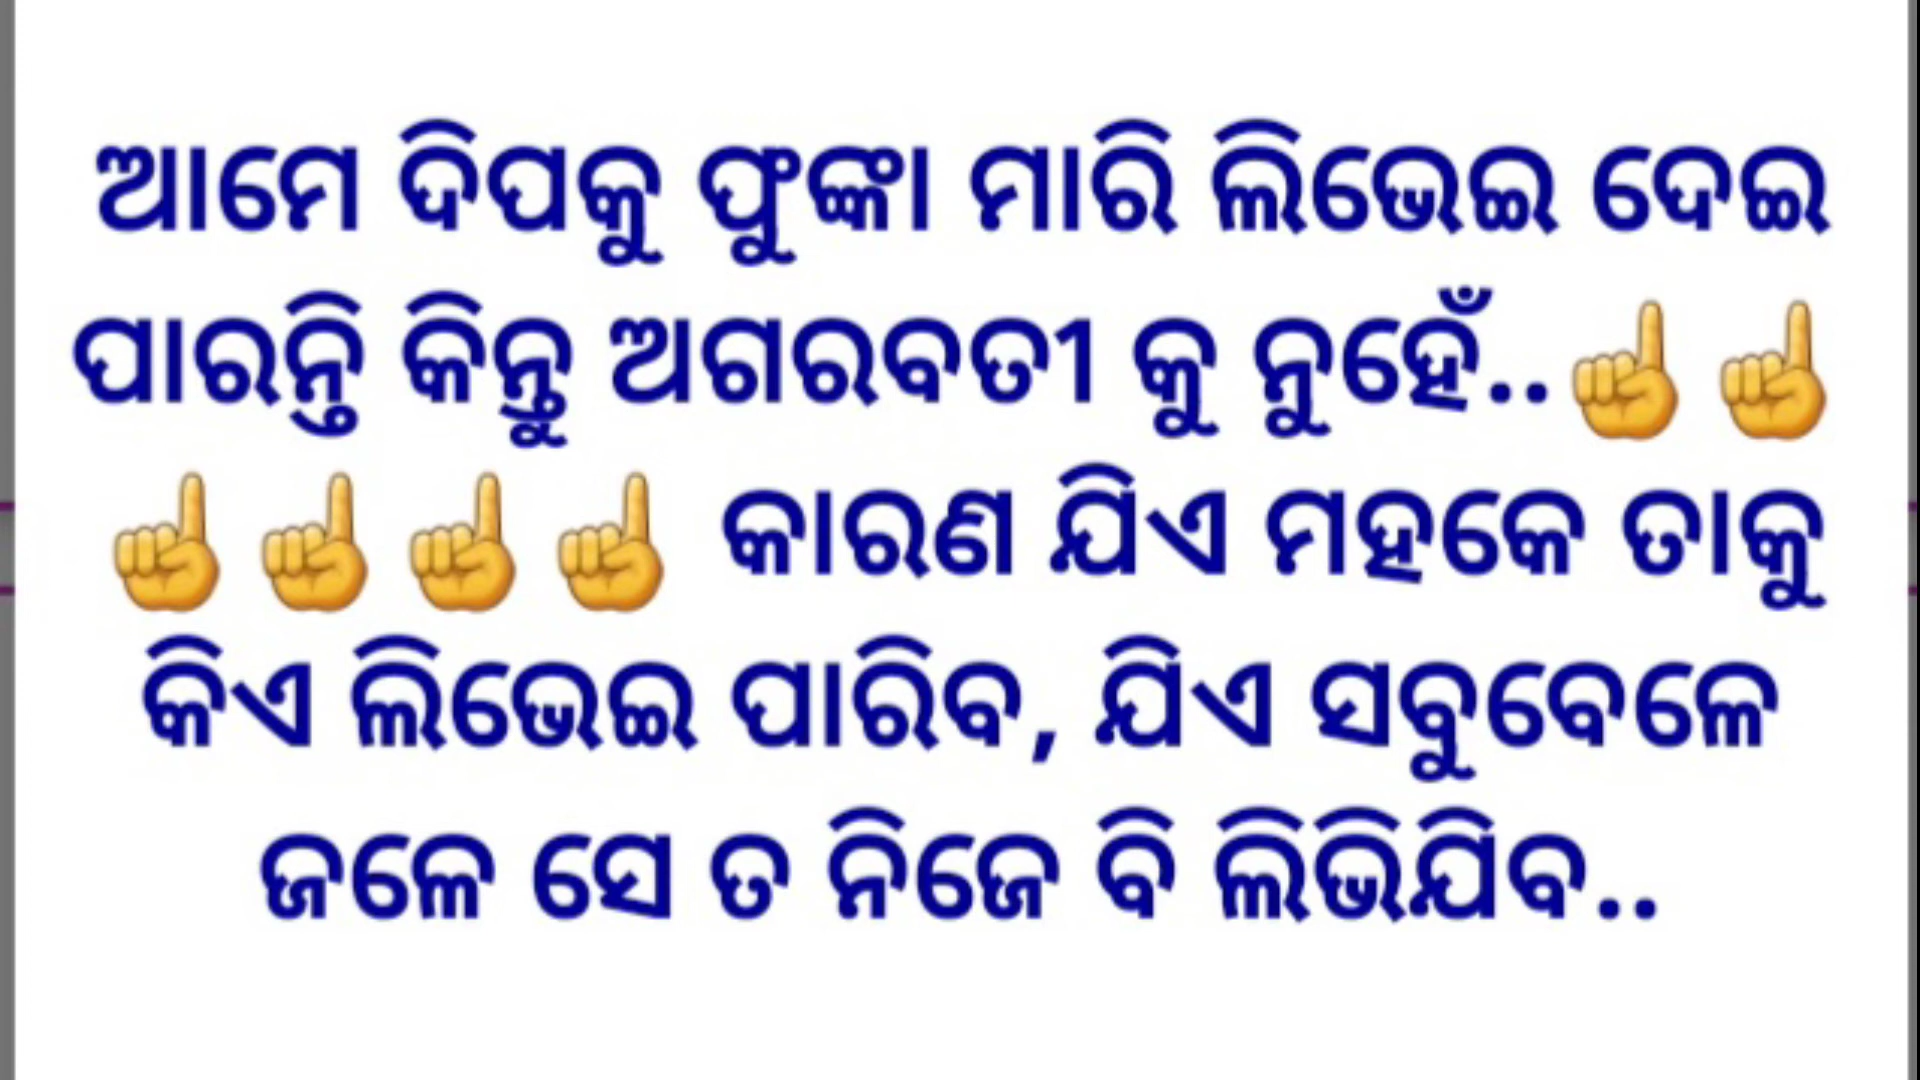 ଆମେ ଦିପକୁ ଫୁଙ୍କା ମାରି ଲିଭେଇ ଦେଇ
ପାରନ୍ତି କିନ୍ତୁ ଅଗରବତୀ କୁ ନୁହେଁ..☝☝
☝☝☝☝ କାରଣ ଯିଏ ମହକେ ତାକୁ
କିଏ ଲିଭେଇ ପାରିବ, ଯିଏ ସବୁବେଳେ
ଜଳେ ସେ ତ ନିଜେ ବି ଲିଭିଯିବ..